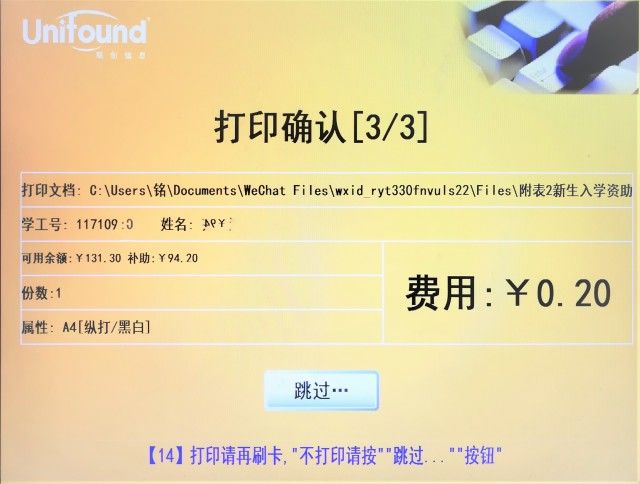 Unifound
联创信息
打印确认[3/3]
打印文档: C:\Users\铭\Documents\WeChat Files\wxid_ryt330fnvuls22\Files\附表2新生入学资助
学工号: 117109 姓名:
可用余额:￥131.30 补助:￥94.20
份数:1
费用:￥0.20
属性: A4[纵打/黑白]
跳过…
【14】打印请再刷卡,"不打印请按""跳过...""按钮"